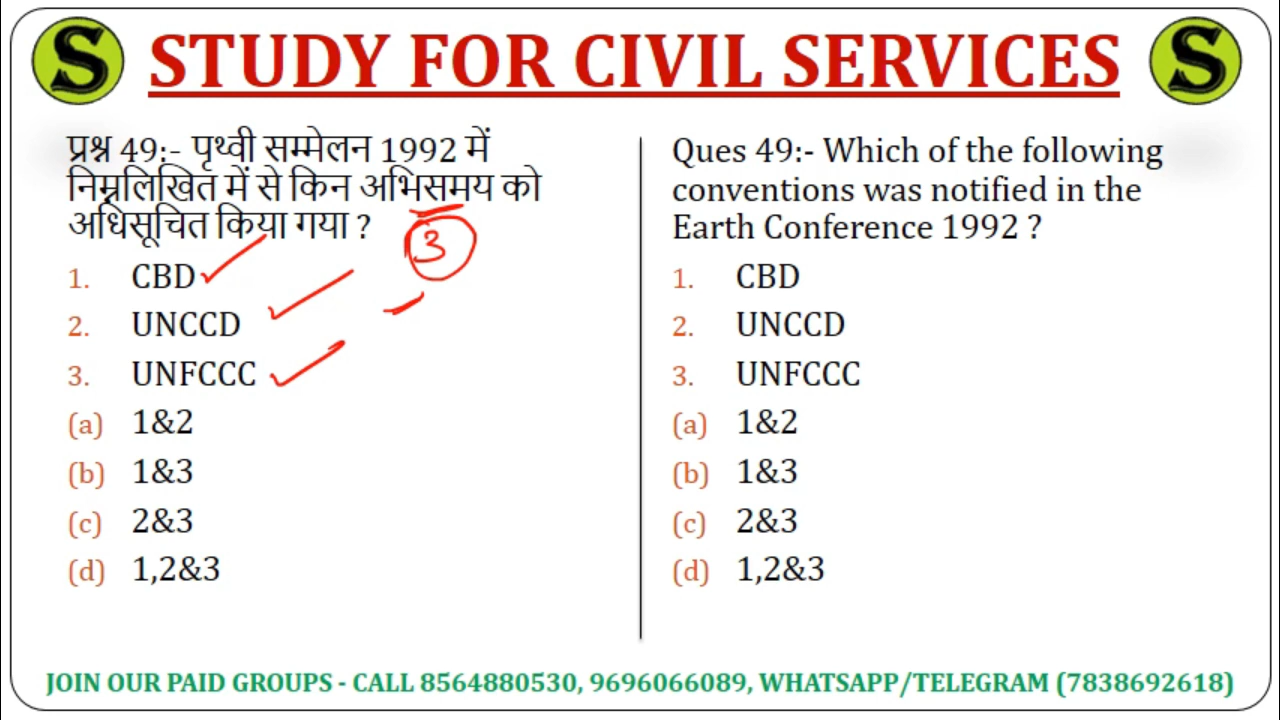 S STUDY FOR CIVIL SERVICES S
प्रश्न 49:- पृथ्वी सम्मेलन 1992 में
निम्नलिखित में से किन अभिसमय को
अधिसूचित किया गया ?
3
1. CBD
2. UNCCD
3. UNFCCC
(a) 1&2
(b) 1&3
(c) 2&3
(d) 1,2&3
Ques 49:- Which of the following
conventions was notified in the
Earth Conference 1992 ?
1. CBD
2. UNCCD
3. UNFCCC
(a) 1&2
(b) 1&3
(c) 2&3
(d) 1,2&3
JOIN OUR PAID GROUPS - CALL 8564880530, 9696066089, WHATSAPP/TELEGRAM (7838692618)